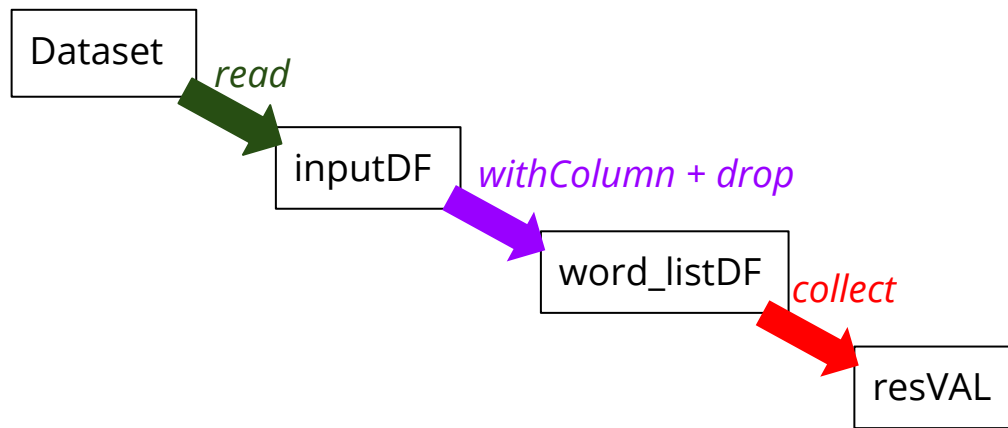 Dataset
read
inputDF
withColumn + drop
word_listDF
collect
resVAL